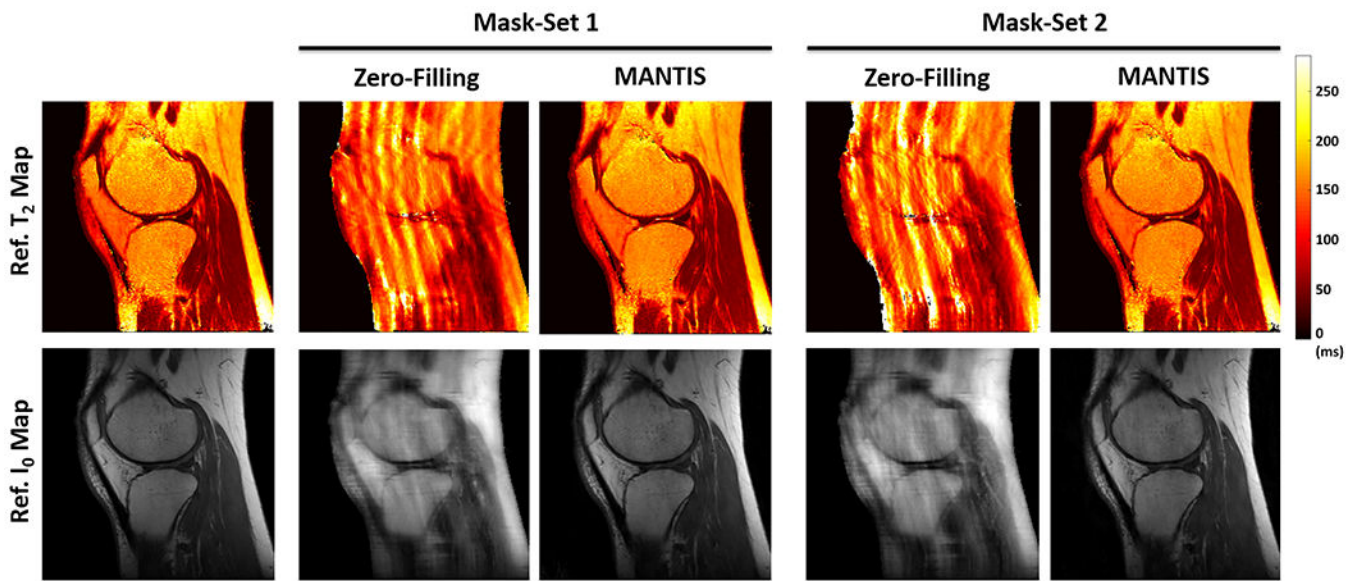 Mask-Set 1
Mask-Set 2
Zero-Filling
MANTIS
Zero-Filling
MANTIS
Ref. T₂ Map
Ref. I₀ Map
250
200
150
100
50
0
(ms)